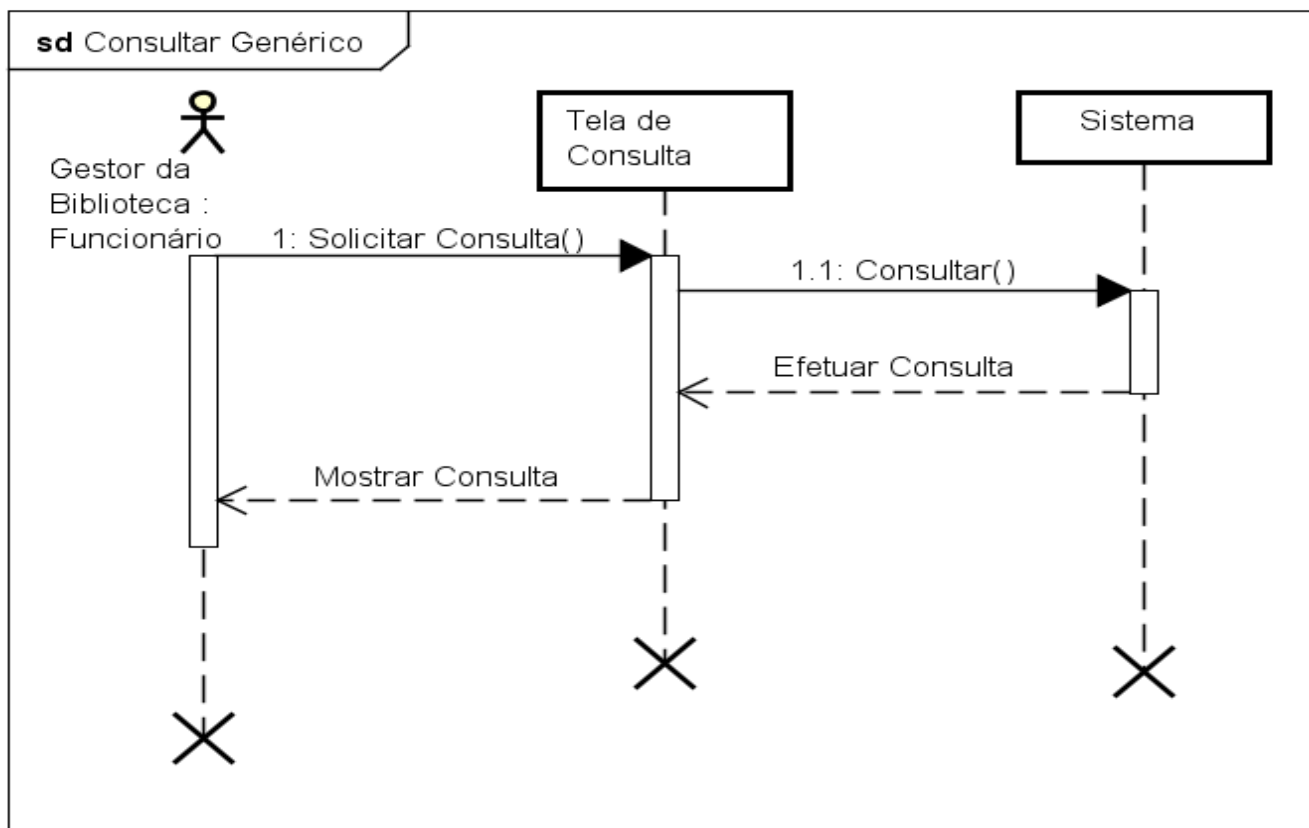 sd Consultar Genérico
Tela de
Consulta
Sistema
Gestor da
Biblioteca :
Funcionário
1: Solicitar Consulta()
1.1: Consultar()
Efetuar Consulta
Mostrar Consulta